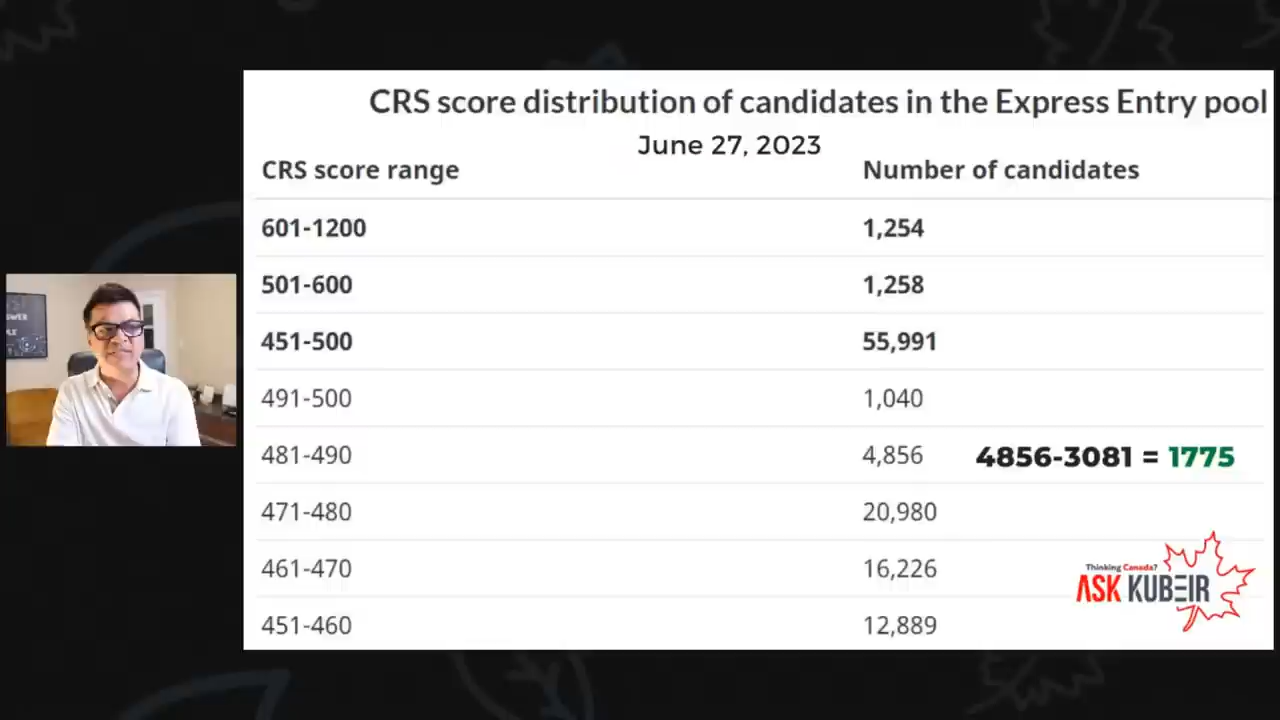 CRS score distribution of candidates in the Express Entry pool
June 27, 2023
CRS score range Number of candidates
601-1200 1,254
501-600 1,258
451-500 55,991
491-500 1,040
481-490 4,856 4856-3081 = 1775
471-480 20,980
461-470 16,226
451-460 12,889
Thinking Canada?
ASK KUBEIR